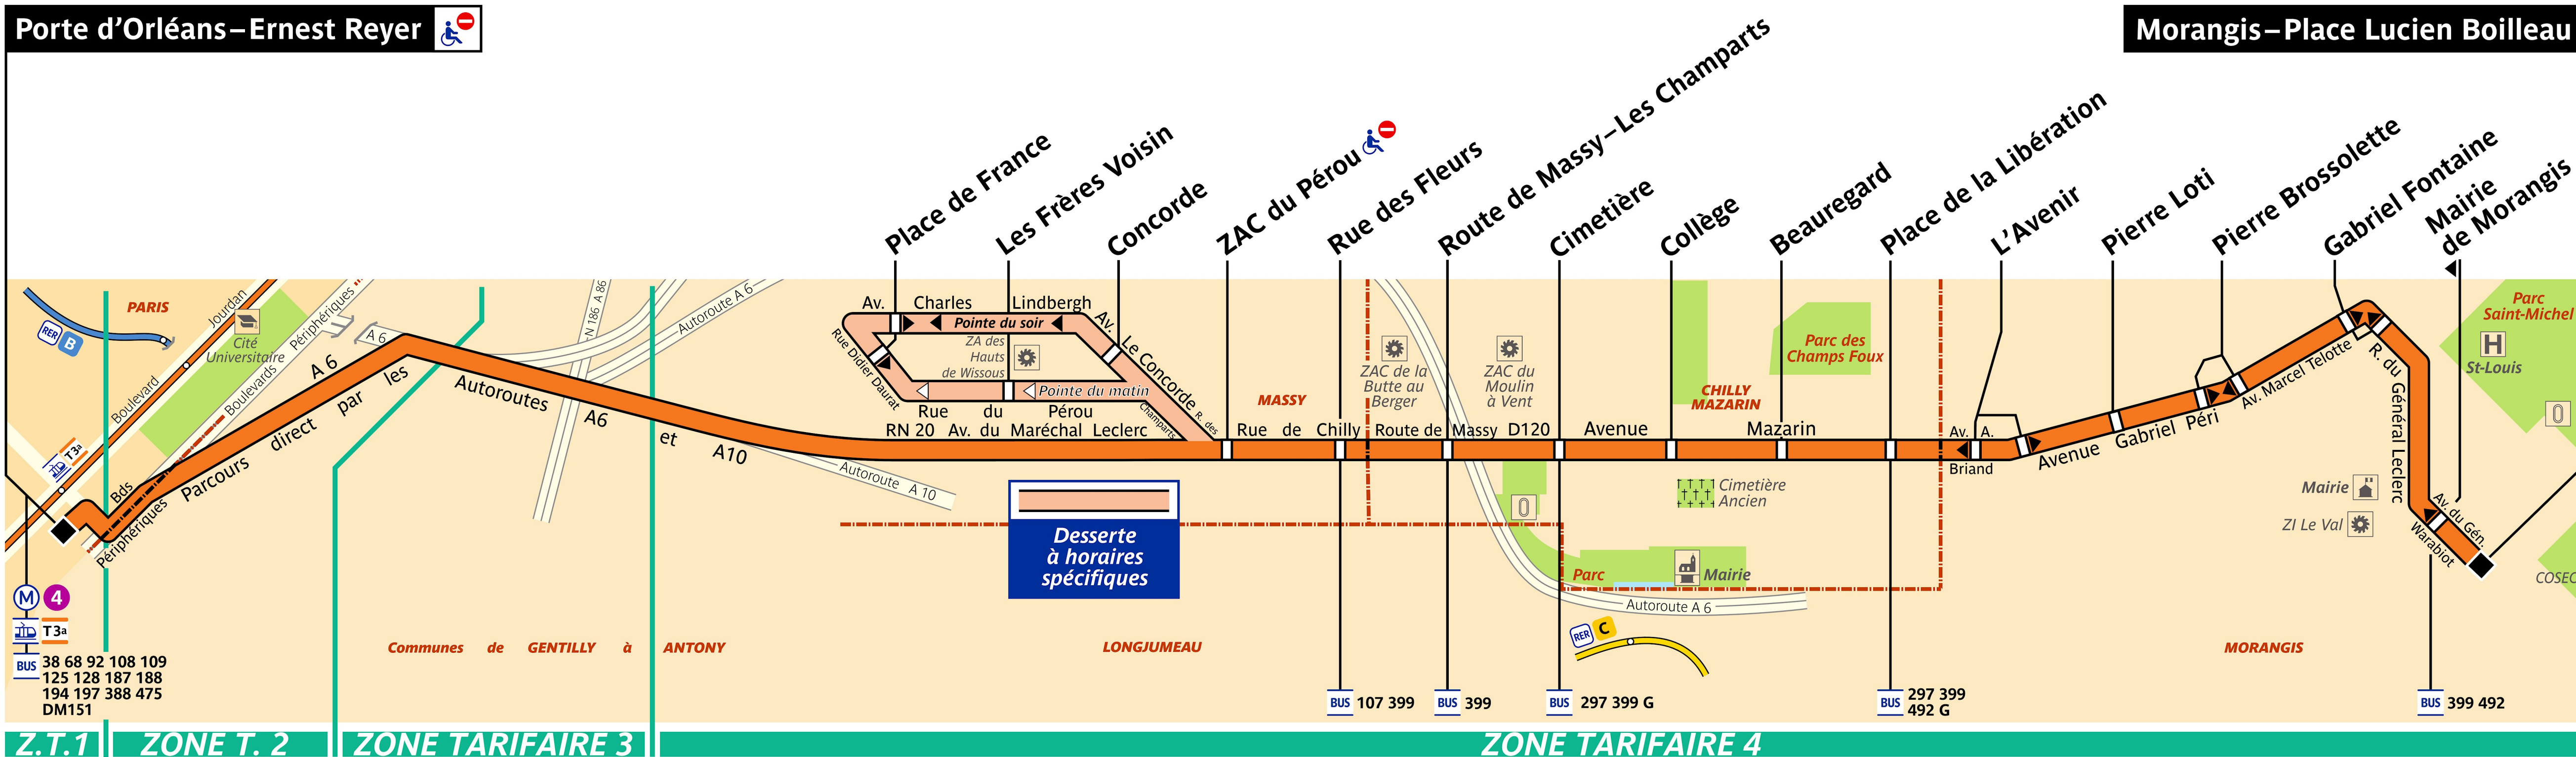 Porte d'Orléans–Ernest Reyer
Morangis–Place Lucien Boilleau
Place de France
Les Frères Voisin
Concorde
ZAC du Pérou
Rue des Fleurs
Route de Massy–Les Champarts
Cimetière
Collège
Beauregard
Place de la Libération
L'Avenir
Pierre Loti
Pierre Brossolette
Gabriel Fontaine
Mairie
de Morangis
PARIS
RER B
Boulevard
Jourdan
Cité
Universitaire
Boulevards
Périphériques
A 6
T3a
Bds
Périphériques
Parcours direct par les
A 6
Autoroutes A6 et A10
N 186 A 86
Autoroute A 6
Autoroute A 10
Av. Charles Lindbergh
Pointe du soir
Rue Didier Daurat
ZA des
Hauts
de Wissous
Pointe du matin
Av. Le Concorde
R. des
Champarts
Rue du Pérou
RN 20 Av. du Maréchal Leclerc
MASSY
Rue de Chilly
Route de Massy D120
Avenue Mazarin
ZAC de la
Butte au
Berger
ZAC du
Moulin
à Vent
CHILLY
MAZARIN
Parc des
Champs Foux
Cimetière
Ancien
Parc
Mairie
Autoroute A 6
RER C
Av. A.
Briand
Avenue Gabriel Péri
Av. Marcel Telotte
R. du Général Leclerc
Av. du Gén.
Warabiot
Parc
Saint-Michel
H
St-Louis
Mairie
ZI Le Val
COSEC
Desserte
à horaires
spécifiques
M 4
T3a
BUS 38 68 92 108 109
125 128 187 188
194 197 388 475
DM151
Communes de GENTILLY à ANTONY
LONGJUMEAU
MORANGIS
BUS 107 399
BUS 399
BUS 297 399 G
BUS 297 399
492 G
BUS 399 492
Z.T.1
ZONE T. 2
ZONE TARIFAIRE 3
ZONE TARIFAIRE 4